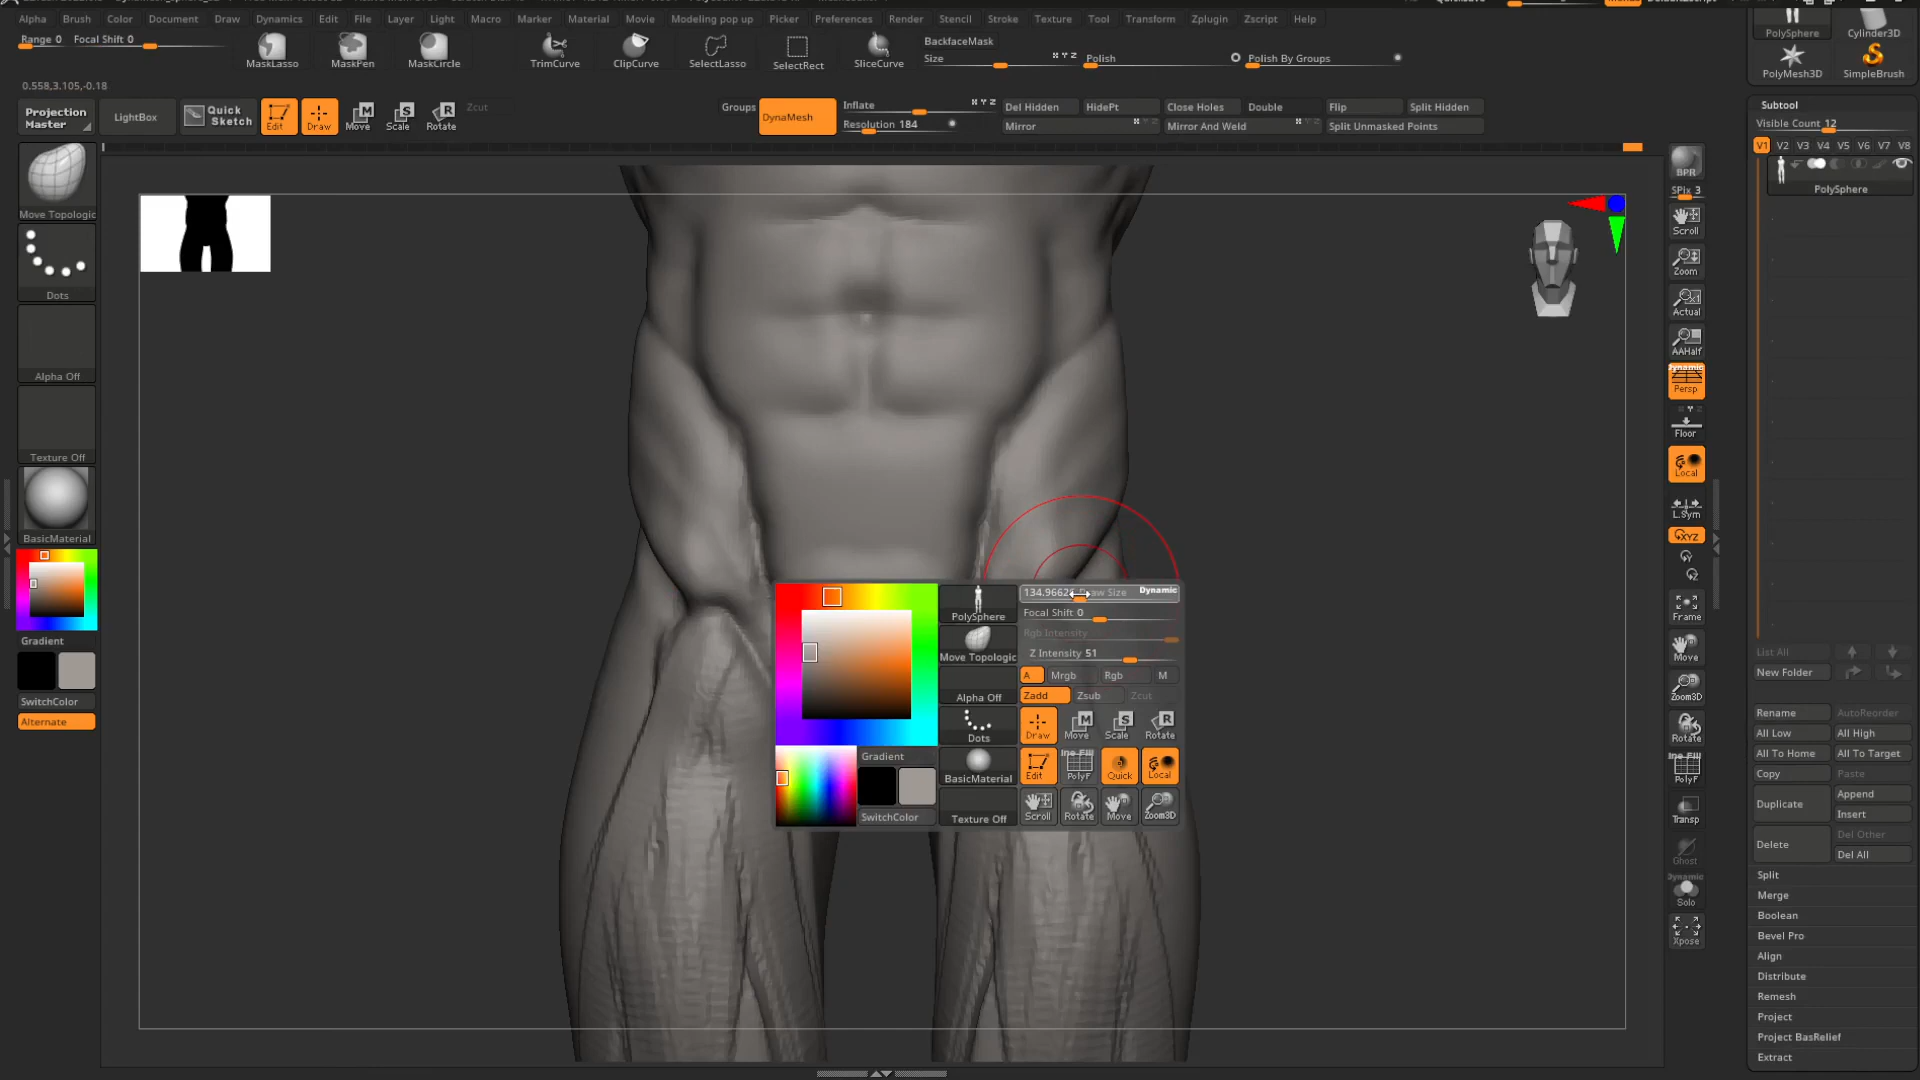 Alpha Brush Color Document Draw Dynamics Edit File Layer Light Macro Marker Material Movie Modeling pop up Picker Preferences Render Stencil Stroke Texture Tool Transform Zplugin Zscript Help
Range 0 Focal Shift 0
MaskLasso MaskPen MaskCircle TrimCurve ClipCurve SelectLasso SelectRect SliceCurve
BackfaceMask
Size X Y Z Polish Polish By Groups
PolySphere Cylinder3D
PolyMesh3D SimpleBrush
0.558,3.105,-0.18
Projection Master
LightBox
Quick Sketch
Edit Draw Move Scale Rotate
Zcut
Groups DynaMesh
Inflate X Y Z
Resolution 184
Del Hidden HidePt Close Holes Double Flip Split Hidden
Mirror Mirror And Weld Split Unmasked Points
Move Topologic
Dots
Alpha Off
Texture Off
BasicMaterial
Gradient
SwitchColor
Alternate
PolySphere
Move Topologic
Alpha Off
Dots
BasicMaterial
Texture Off
Gradient
SwitchColor
Draw Size Dynamic
Focal Shift 0
Rgb Intensity
Z Intensity 51
A Mrgb Rgb M
Zadd Zsub Zcut
Draw Move Scale Rotate
Edit PolyF Quick Local
Scroll Rotate Move Zoom3D
BPR
SPix 3
Scroll
Zoom
Actual
AAHalf
Dynamic
Persp
Floor
Local
L.Sym
XYZ
Y
Z
Frame
Move
Zoom3D
Rotate
Line Fill
PolyF
Transp
Ghost
Dynamic
Solo
Xpose
Subtool
Visible Count 12
V1 V2 V3 V4 V5 V6 V7 V8
PolySphere
List All
New Folder
Rename AutoReorder
All Low All High
All To Home All To Target
Copy Paste
Duplicate Append
Insert
Delete Del Other
Del All
Split
Merge
Boolean
Bevel Pro
Align
Distribute
Remesh
Project
Project BasRelief
Extract